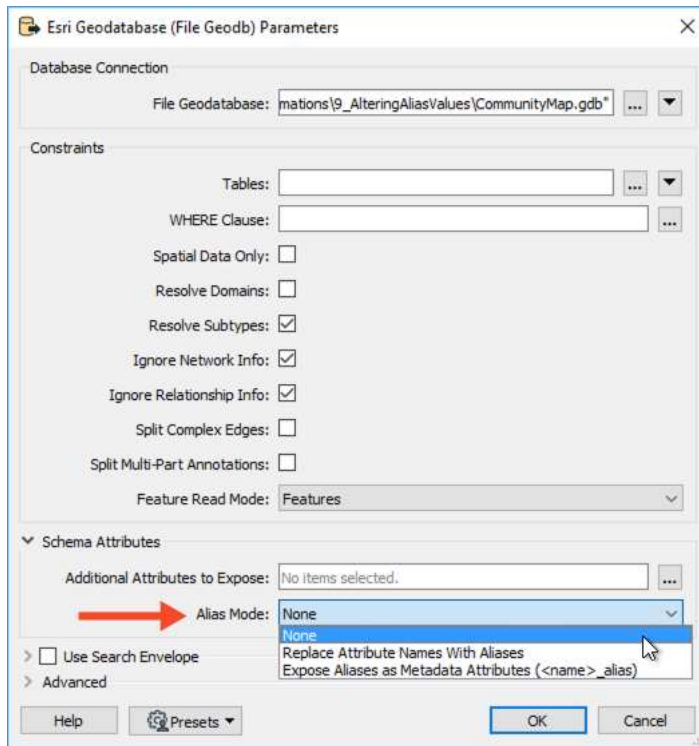 Esri Geodatabase (File Geodb) Parameters
Database Connection
File Geodatabase: mations\9_AlteringAliasValues\CommunityMap.gdb" ...
Constraints
Tables: ...
WHERE Clause: ...
Spatial Data Only:
Resolve Domains:
Resolve Subtypes:
Ignore Network Info:
Ignore Relationship Info:
Split Complex Edges:
Split Multi-Part Annotations:
Feature Read Mode: Features
Schema Attributes
Additional Attributes to Expose: No items selected. ...
Alias Mode: None
None
Replace Attribute Names With Aliases
Expose Aliases as Metadata Attributes (<name>_alias)
Use Search Envelope
Advanced
Help Presets OK Cancel